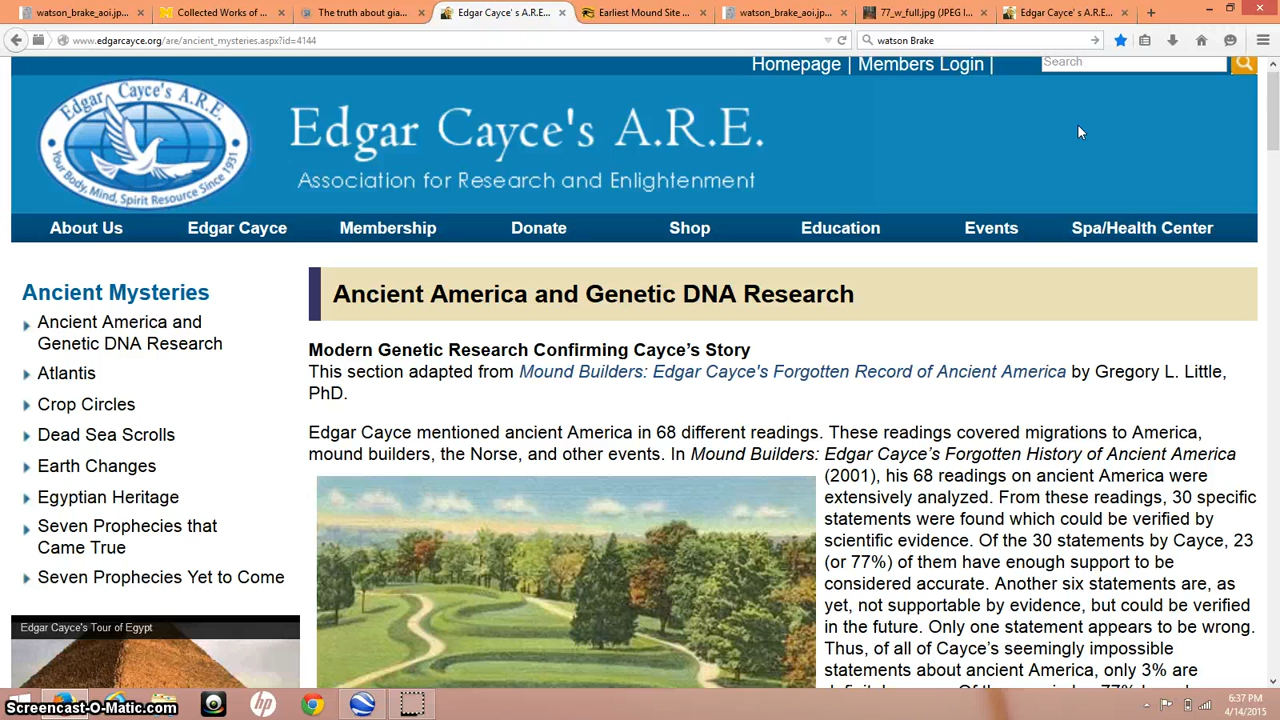 watson_brake_aoi.jp...
Collected Works of ...
The truth about gia...
Edgar Cayce' s A.R.E...
Earliest Mound Site ...
watson_brake_aoi.jp...
77_w_full.jpg (JPEG I...
Edgar Cayce' s A.R.E...
www.edgarcayce.org/are/ancient_mysteries.aspx?id=4144
watson Brake
Homepage | Members Login |
Search
Edgar Cayce's A.R.E.
Your Body, Mind, Spirit Resource Since 1931
Edgar Cayce's A.R.E.
Association for Research and Enlightenment
About Us
Edgar Cayce
Membership
Donate
Shop
Education
Events
Spa/Health Center
Ancient Mysteries
Ancient America and
Genetic DNA Research
Atlantis
Crop Circles
Dead Sea Scrolls
Earth Changes
Egyptian Heritage
Seven Prophecies that
Came True
Seven Prophecies Yet to Come
Edgar Cayce's Tour of Egypt
Ancient America and Genetic DNA Research
Modern Genetic Research Confirming Cayce's Story
This section adapted from Mound Builders: Edgar Cayce's Forgotten Record of Ancient America by Gregory L. Little,
PhD.
Edgar Cayce mentioned ancient America in 68 different readings. These readings covered migrations to America,
mound builders, the Norse, and other events. In Mound Builders: Edgar Cayce's Forgotten History of Ancient America
(2001), his 68 readings on ancient America were
extensively analyzed. From these readings, 30 specific
statements were found which could be verified by
scientific evidence. Of the 30 statements by Cayce, 23
(or 77%) of them have enough support to be
considered accurate. Another six statements are, as
yet, not supportable by evidence, but could be verified
in the future. Only one statement appears to be wrong.
Thus, of all of Cayce's seemingly impossible
statements about ancient America, only 3% are
Screencast-O-Matic.com
hp
6:37 PM
4/14/2015